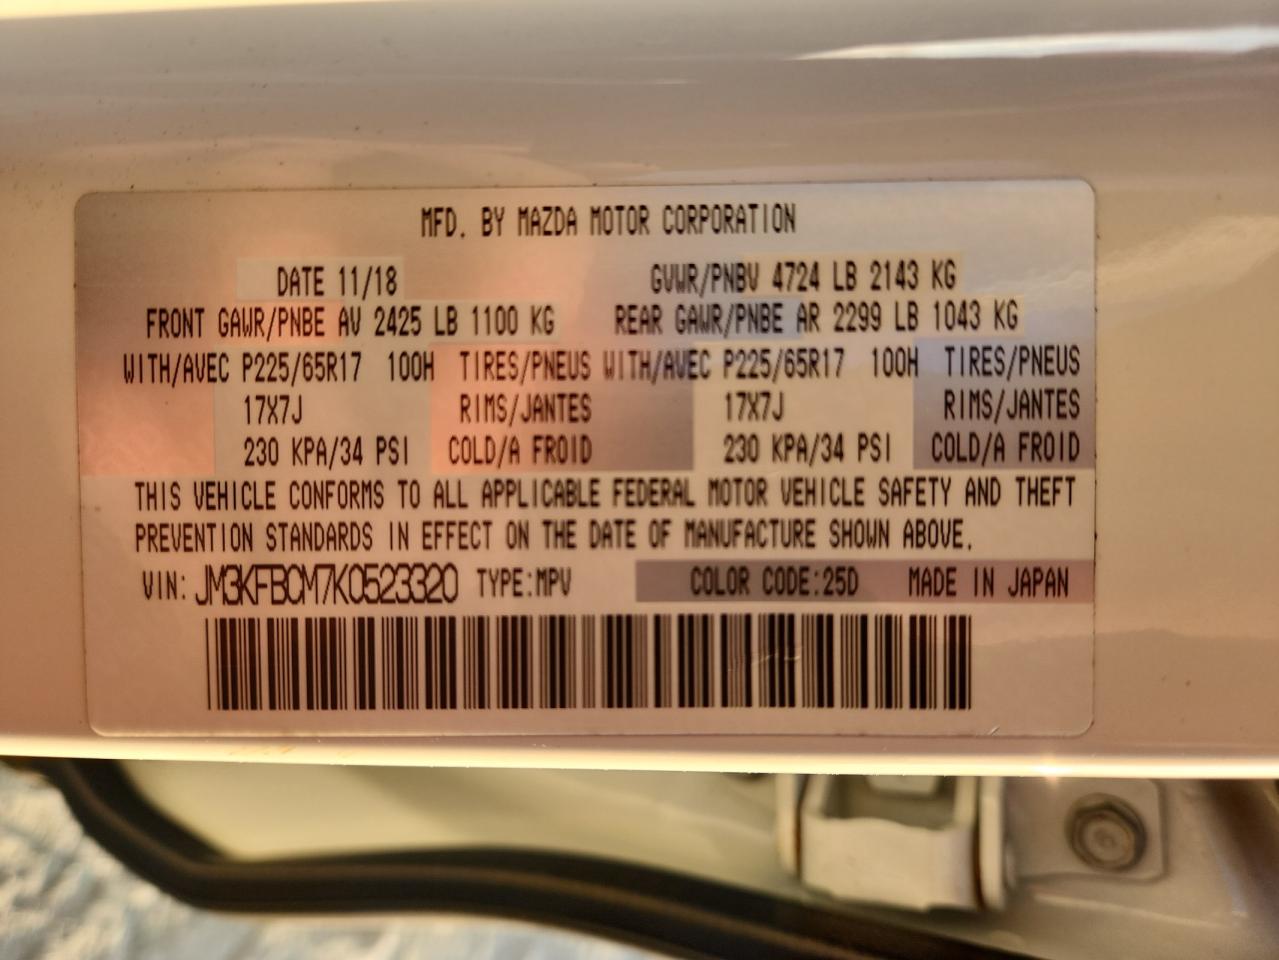 MFD. BY MAZDA MOTOR CORPORATION
DATE 11/18 GVWR/PNBV 4724 LB 2143 KG
FRONT GAWR/PNBE AV 2425 LB 1100 KG REAR GAWR/PNBE AR 2299 LB 1043 KG
WITH/AVEC P225/65R17 100H TIRES/PNEUS WITH/AVEC P225/65R17 100H TIRES/PNEUS
17X7J RIMS/JANTES 17X7J RIMS/JANTES
230 KPA/34 PSI COLD/A FROID 230 KPA/34 PSI COLD/A FROID
THIS VEHICLE CONFORMS TO ALL APPLICABLE FEDERAL MOTOR VEHICLE SAFETY AND THEFT
PREVENTION STANDARDS IN EFFECT ON THE DATE OF MANUFACTURE SHOWN ABOVE.
VIN: JM3KFBCM7K0523320 TYPE:MPV COLOR CODE:25D MADE IN JAPAN